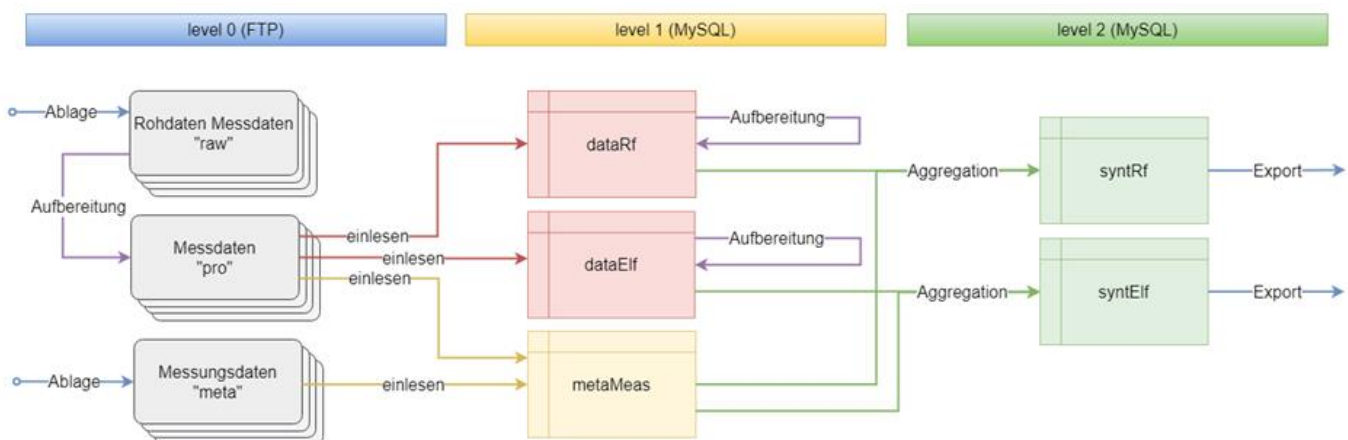 level 0 (FTP)
level 1 (MySQL)
level 2 (MySQL)
Ablage
Rohdaten Messdaten
"raw"
Aufbereitung
Messdaten
"pro"
einlesen
einlesen
einlesen
Ablage
Messungsdaten
"meta"
einlesen
dataRf
Aufbereitung
dataElf
Aufbereitung
metaMeas
Aggregation
syntRf
Export
Aggregation
syntElf
Export